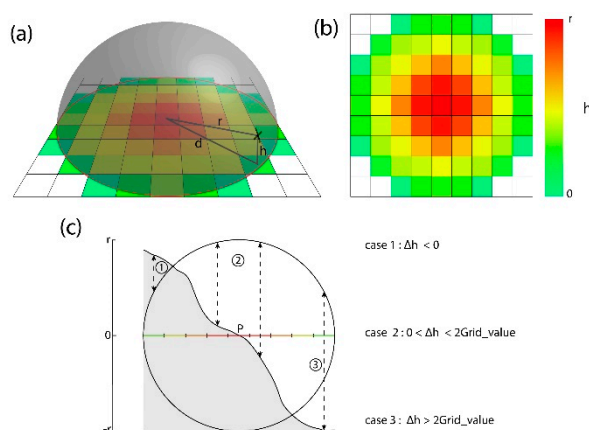 (a)
r
d
h
(b)
r
h
0
(c)
r
0
-r
①
②
③
P
case 1 : Δh < 0
case 2 : 0 < Δh < 2Grid_value
case 3 : Δh > 2Grid_value